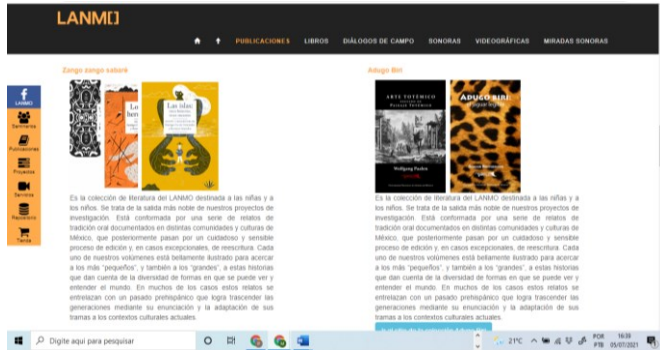 LANMO
PUBLICACIONES LIBROS DIÁLOGOS DE CAMPO SONORAS VIDEOGRÁFICAS MIRADAS SONORAS
LANMO
Seminarios
Publicaciones
Proyectos
Servicios
Repositorio
Tienda
Zango zango sabaré
Las islas:
Es la colección de literatura del LANMO destinada a las niñas y a
los niños. Se trata de la salida más noble de nuestros proyectos de
investigación. Está conformada por una serie de relatos de
tradición oral documentados en distintas comunidades y culturas de
México, que posteriormente pasan por un cuidadoso y sensible
proceso de edición y, en casos excepcionales, de reescritura. Cada
uno de nuestros volúmenes está bellamente ilustrado para acercar
a los más "pequeños", y también a los "grandes", a estas historias
que dan cuenta de la diversidad de formas en que se puede ver y
entender el mundo. En muchos de los casos estos relatos se
entrelazan con un pasado prehispánico que logra trascender las
generaciones mediante su enunciación y la adaptación de sus
tramas a los contextos culturales actuales.
Adugo Biri
ARTE TOTÉMICO
PAISAJE TOTÉMICO
Wolfgang Paalen
ADUGO BIRI:
Es la colección de literatura del LANMO destinada a las niñas y a
los niños. Se trata de la salida más noble de nuestros proyectos de
investigación. Está conformada por una serie de relatos de
tradición oral documentados en distintas comunidades y culturas de
México, que posteriormente pasan por un cuidadoso y sensible
proceso de edición y, en casos excepcionales, de reescritura. Cada
uno de nuestros volúmenes está bellamente ilustrado para acercar
a los más "pequeños", y también a los "grandes", a estas historias
que dan cuenta de la diversidad de formas en que se puede ver y
entender el mundo. En muchos de los casos estos relatos se
entrelazan con un pasado prehispánico que logra trascender las
generaciones mediante su enunciación y la adaptación de sus
tramas a los contextos culturales actuales.
Ir al sitio de la colección Adugo Biri
Digite aqui para pesquisar
21°C
POR
PTB
16:39
05/07/2021